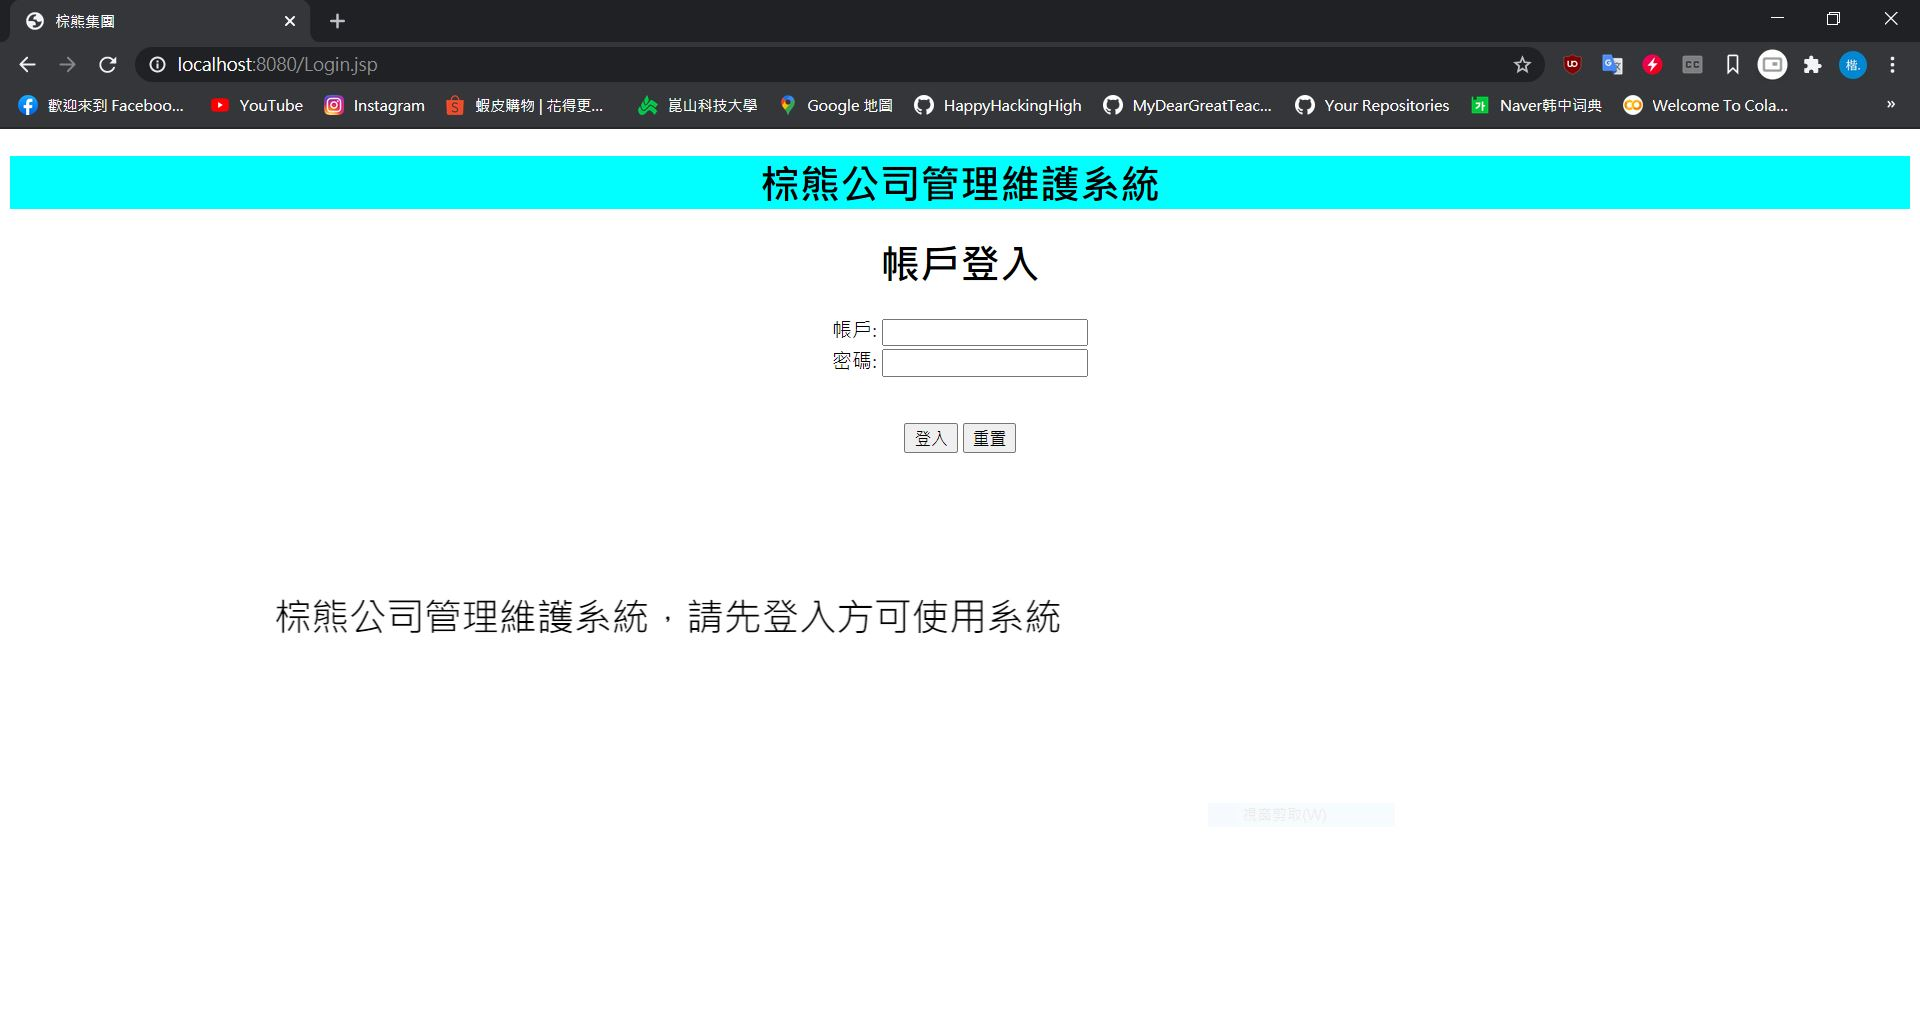 棕熊集團
localhost:8080/Login.jsp
歡迎來到 Faceboo... YouTube Instagram 蝦皮購物 | 花得更... 崑山科技大學 Google 地圖 HappyHackingHigh MyDearGreatTeac... Your Repositories Naver韩中词典 Welcome To Cola... »
棕熊公司管理維護系統
帳戶登入
帳戶:
密碼:
登入 重置
棕熊公司管理維護系統，請先登入方可使用系統
視窗剪取(W)